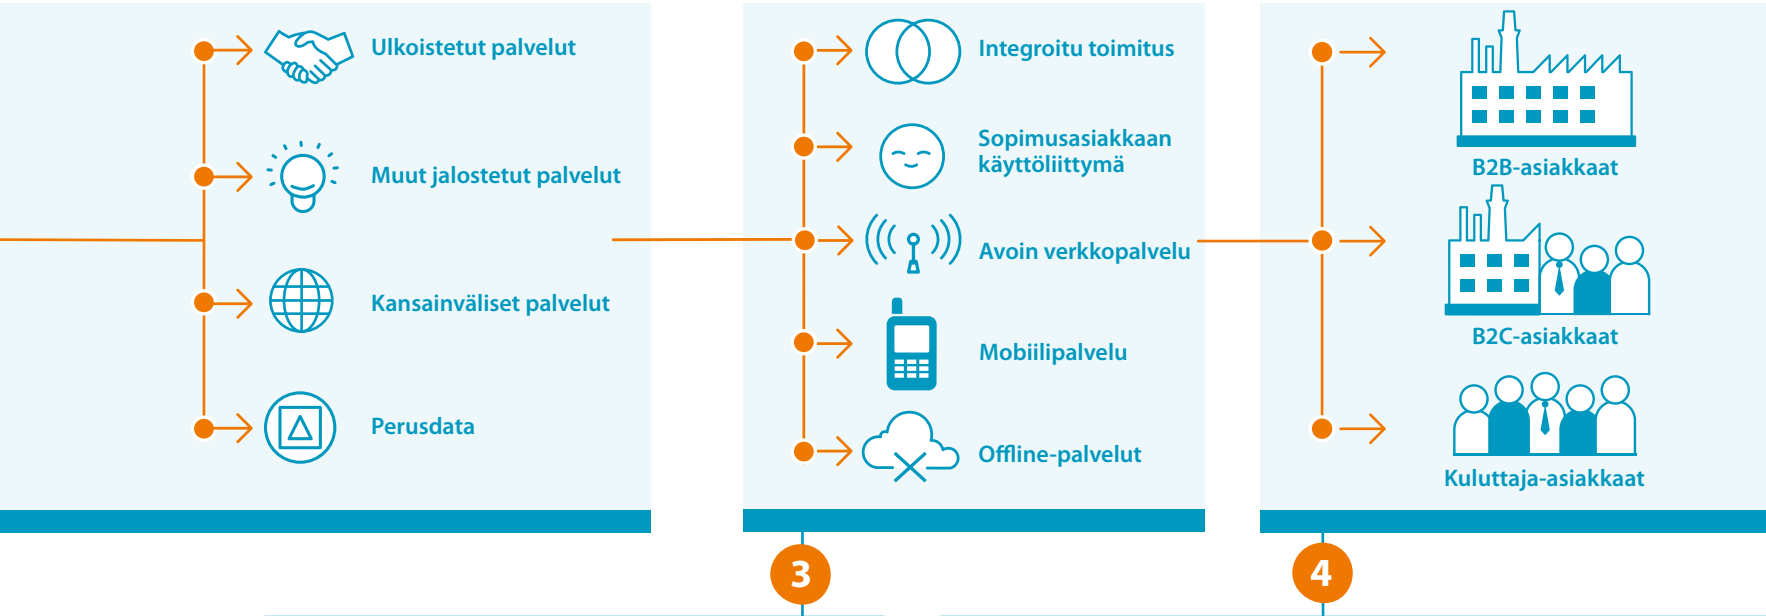 Ulkoistetut palvelut
Muut jalostetut palvelut
Kansainväliset palvelut
Perusdata
Integroitu toimitus
Sopimusasiakkaan
käyttöliittymä
Avoin verkkopalvelu
Mobiilipalvelu
Offline-palvelut
3
B2B-asiakkaat
B2C-asiakkaat
Kuluttaja-asiakkaat
4